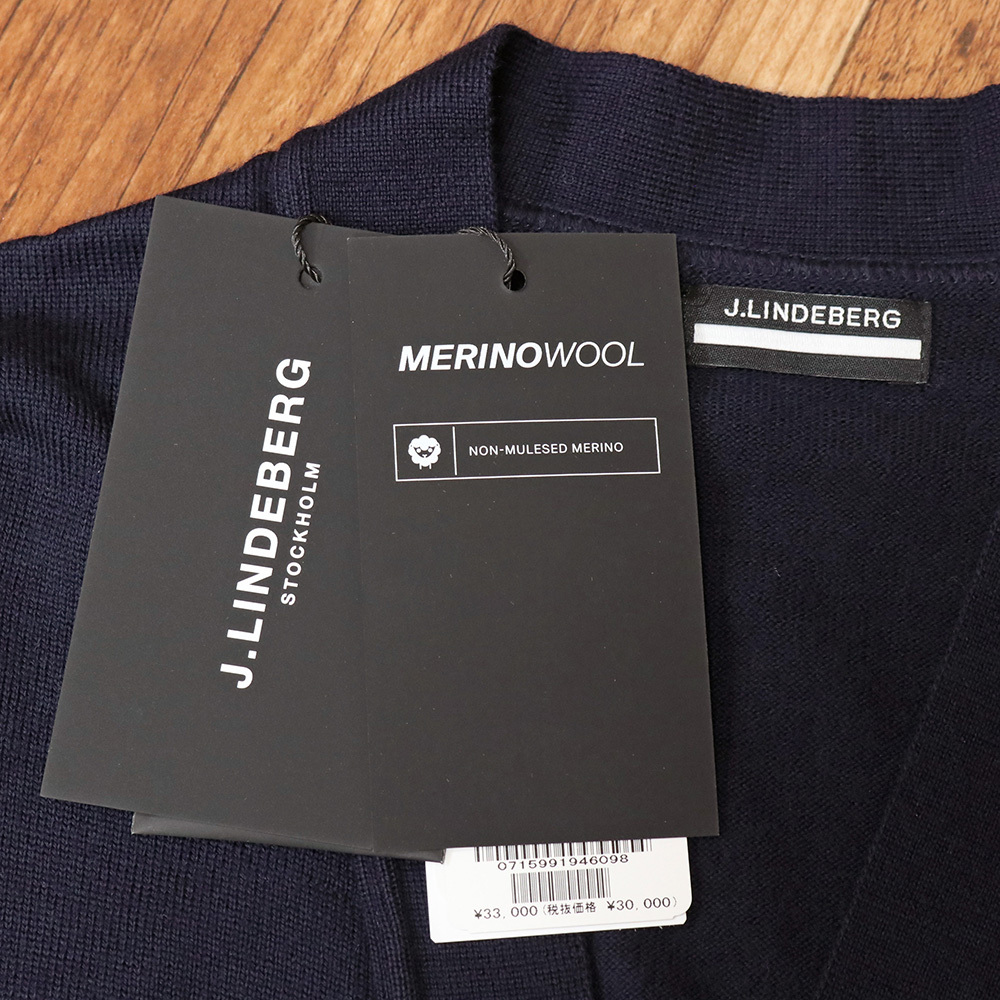 J.LINDEBERG
STOCKHOLM
MERINOWOOL
NON-MULESED MERINO
J.LINDEBERG
0715991946098
¥33,000(税抜価格 ¥30,000)